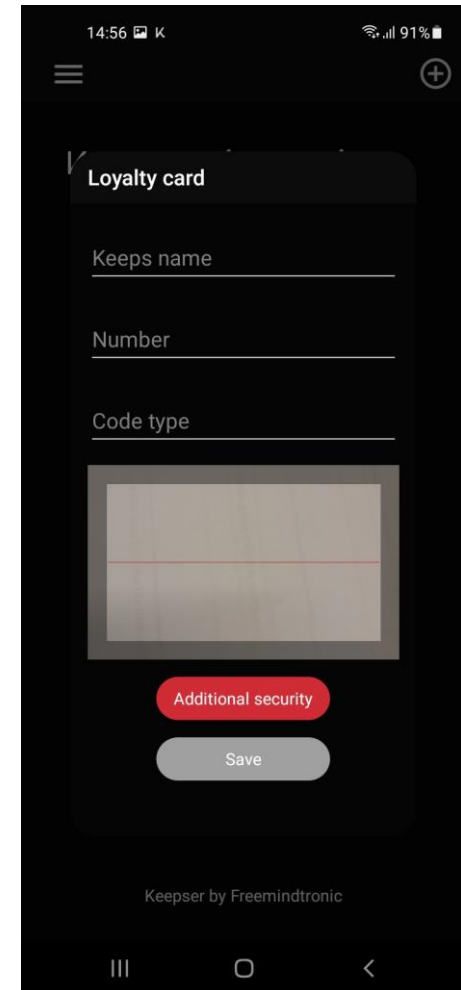 14:56 K 91%
Loyalty card
Keeps name
Number
Code type
Additional security
Save
Keepser by Freemindtronic